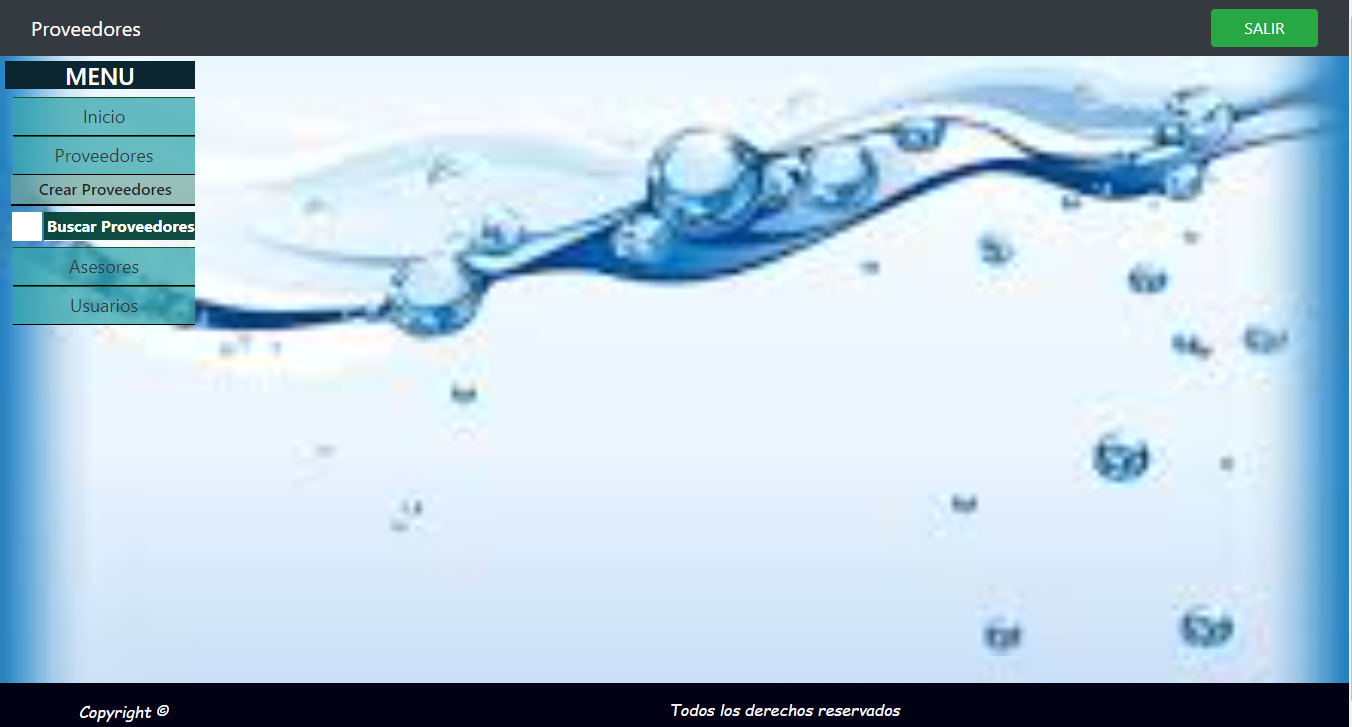 Proveedores
SALIR
MENU
Inicio
Proveedores
Crear Proveedores
Buscar Proveedores
Asesores
Usuarios
Copyright ©
Todos los derechos reservados